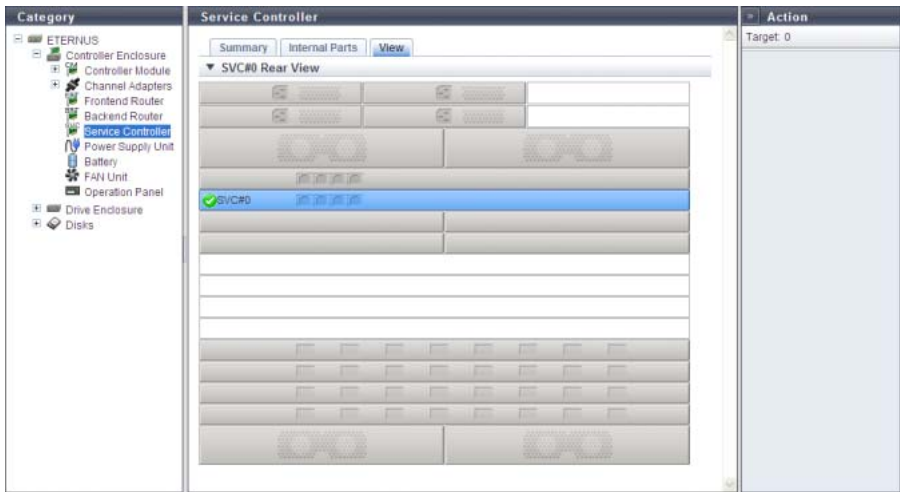 Category
ETERNUS
Controller Enclosure
Controller Module
Channel Adapters
Frontend Router
Backend Router
Service Controller
Power Supply Unit
Battery
FAN Unit
Operation Panel
Drive Enclosure
Disks
Service Controller
Summary Internal Parts View
SVC#0 Rear View
SVC#0
» Action
Target: 0